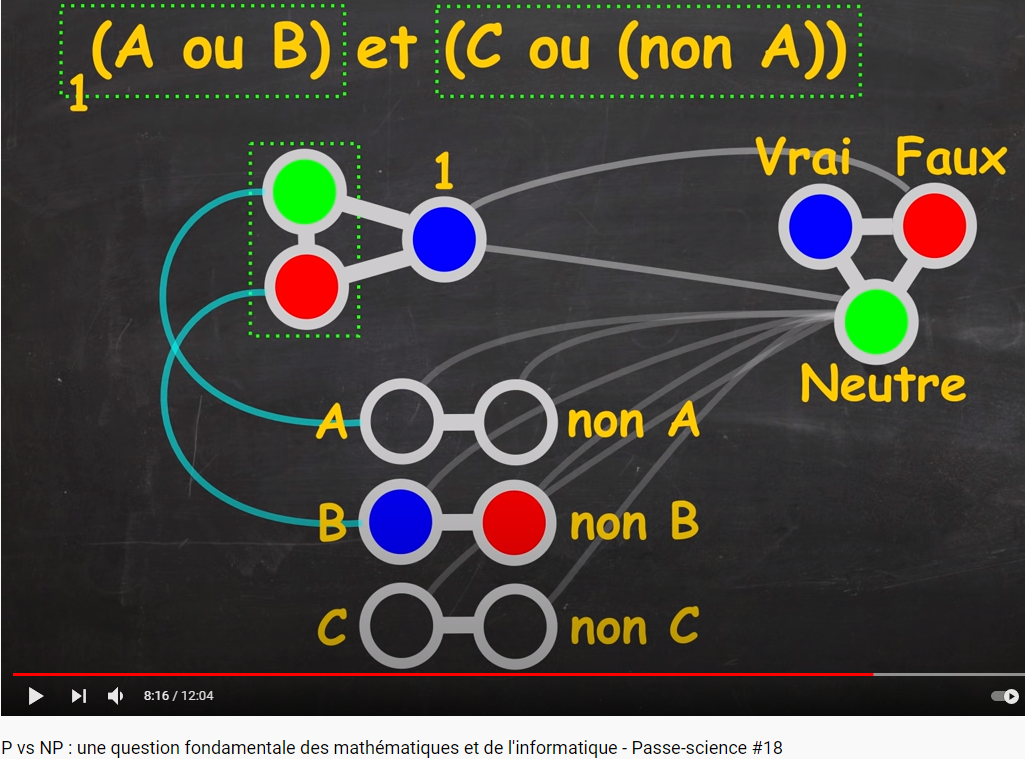 (A ou B) et (C ou (non A))
1
1
Vrai Faux
Neutre
A non A
B non B
C non C
8:16 / 12:04
P vs NP : une question fondamentale des mathématiques et de l'informatique - Passe-science #18